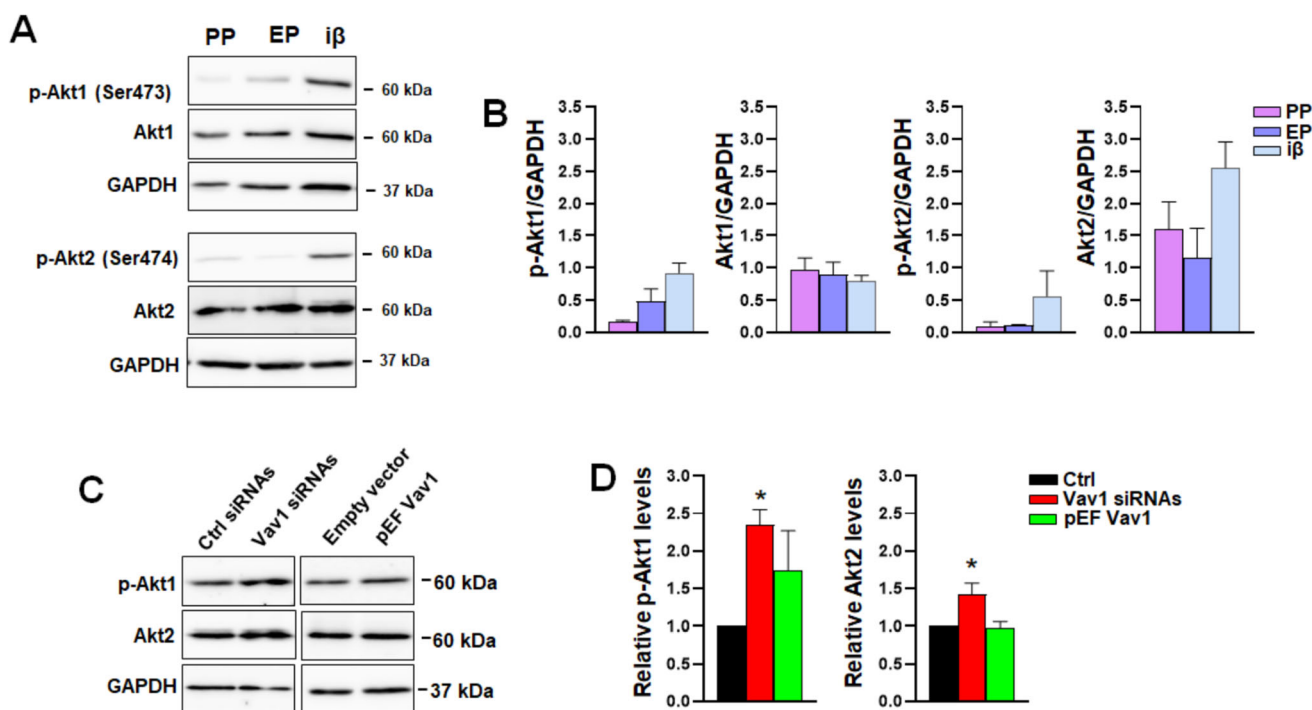 A
PP EP iβ
p-Akt1 (Ser473)
– 60 kDa
Akt1
– 60 kDa
GAPDH
– 37 kDa
p-Akt2 (Ser474)
– 60 kDa
Akt2
– 60 kDa
GAPDH
– 37 kDa
B
p-Akt1/GAPDH
3.5
3.0
2.5
2.0
1.5
1.0
0.5
0.0
Akt1/GAPDH
3.5
3.0
2.5
2.0
1.5
1.0
0.5
0.0
p-Akt2/GAPDH
3.5
3.0
2.5
2.0
1.5
1.0
0.5
0.0
Akt2/GAPDH
3.5
3.0
2.5
2.0
1.5
1.0
0.5
0.0
PP
EP
iβ
C
Ctrl siRNAs
Vav1 siRNAs
Empty vector
pEF Vav1
p-Akt1
–60 kDa
Akt2
–60 kDa
GAPDH
–37 kDa
D
Relative p-Akt1 levels
3.0
2.5
2.0
1.5
1.0
0.5
0.0
*
Relative Akt2 levels
3.0
2.5
2.0
1.5
1.0
0.5
0.0
*
Ctrl
Vav1 siRNAs
pEF Vav1